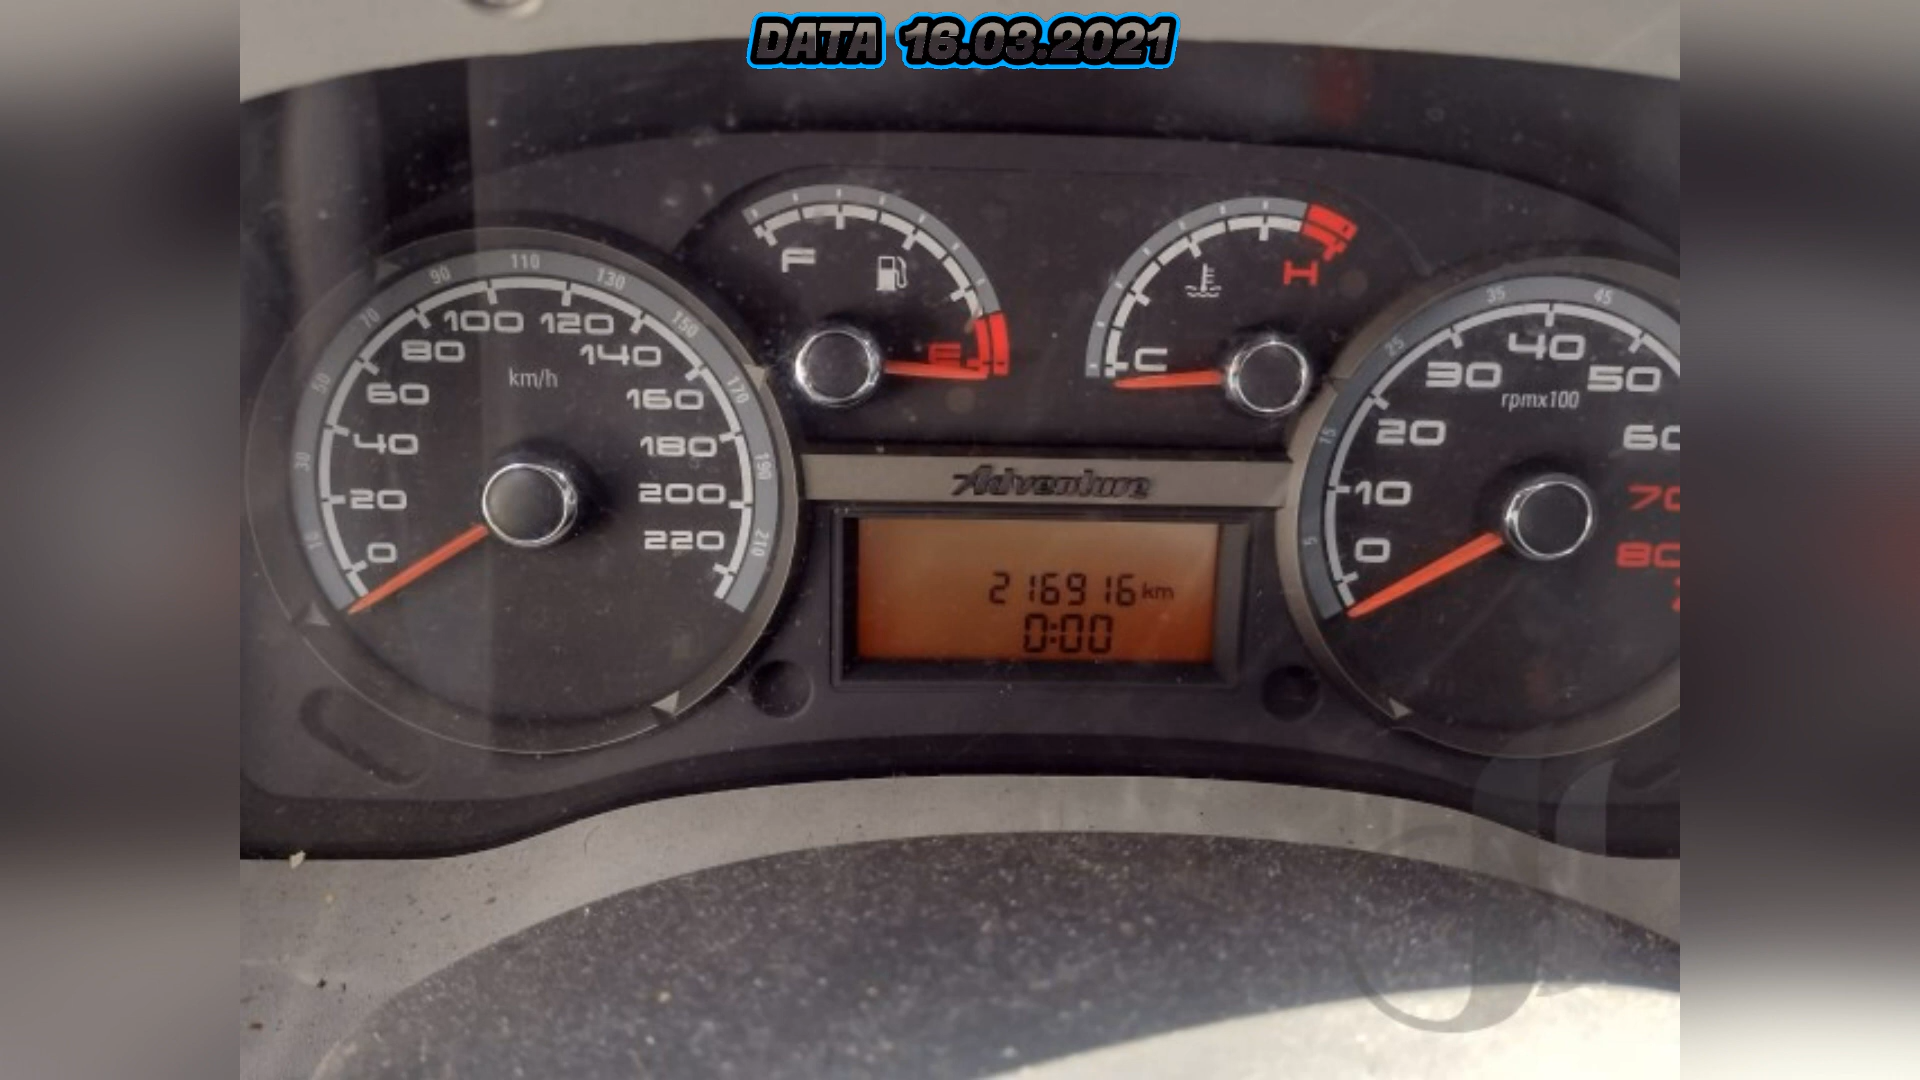 DATA 16.03.2021
F
E
C
H
10 30 50 70 90 110 130 150 170 190 210
0 20 40 60 80 100 120 140 160 180 200 220
km/h
Adventure
216916 km
0:00
5 15 25 35 45
0 10 20 30 40 50 60 70 80
rpmx100